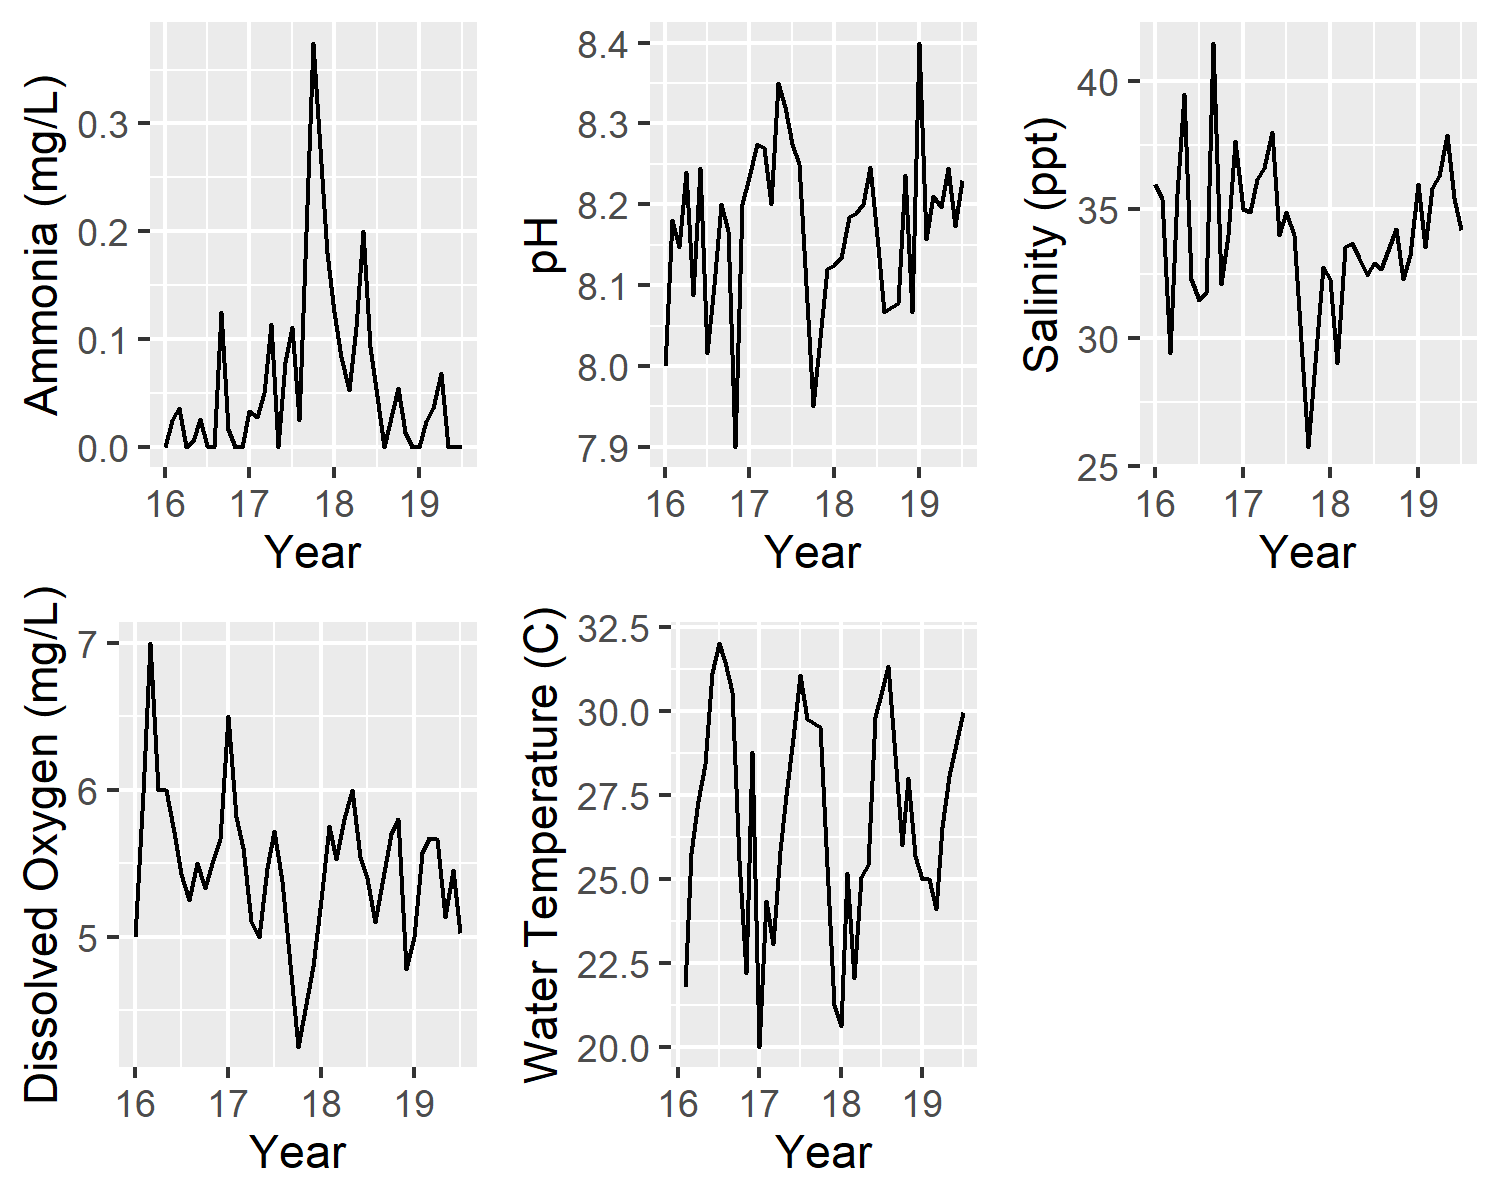 Ammonia (mg/L)
0.3
0.2
0.1
0.0
16 17 18 19
Year
pH
8.4
8.3
8.2
8.1
8.0
7.9
16 17 18 19
Year
Salinity (ppt)
40
35
30
25
16 17 18 19
Year
Dissolved Oxygen (mg/L)
7
6
5
16 17 18 19
Year
Water Temperature (C)
32.5
30.0
27.5
25.0
22.5
20.0
16 17 18 19
Year